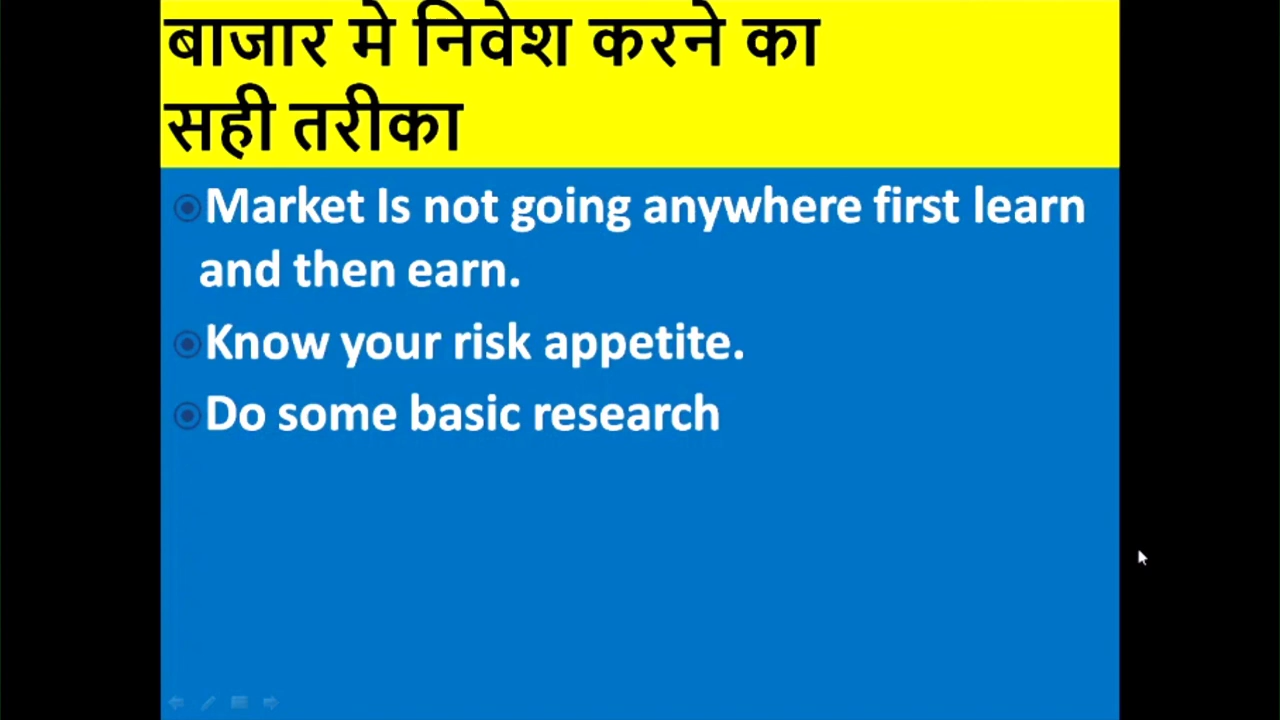 बाजार मे निवेश करने का
सही तरीका
Market Is not going anywhere first learn
and then earn.
Know your risk appetite.
Do some basic research